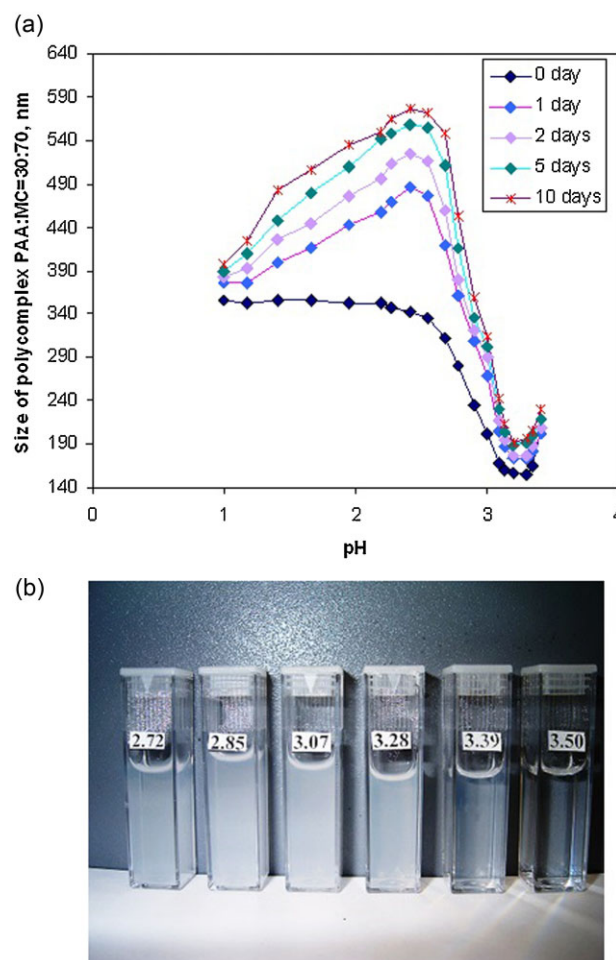 (a)
Size of polycomplex PAA:MC=30:70, nm
640
590
540
490
440
390
340
290
240
190
140
0 1 2 3 4
pH
0 day
1 day
2 days
5 days
10 days
(b)
2.72 2.85 3.07 3.28 3.39 3.50